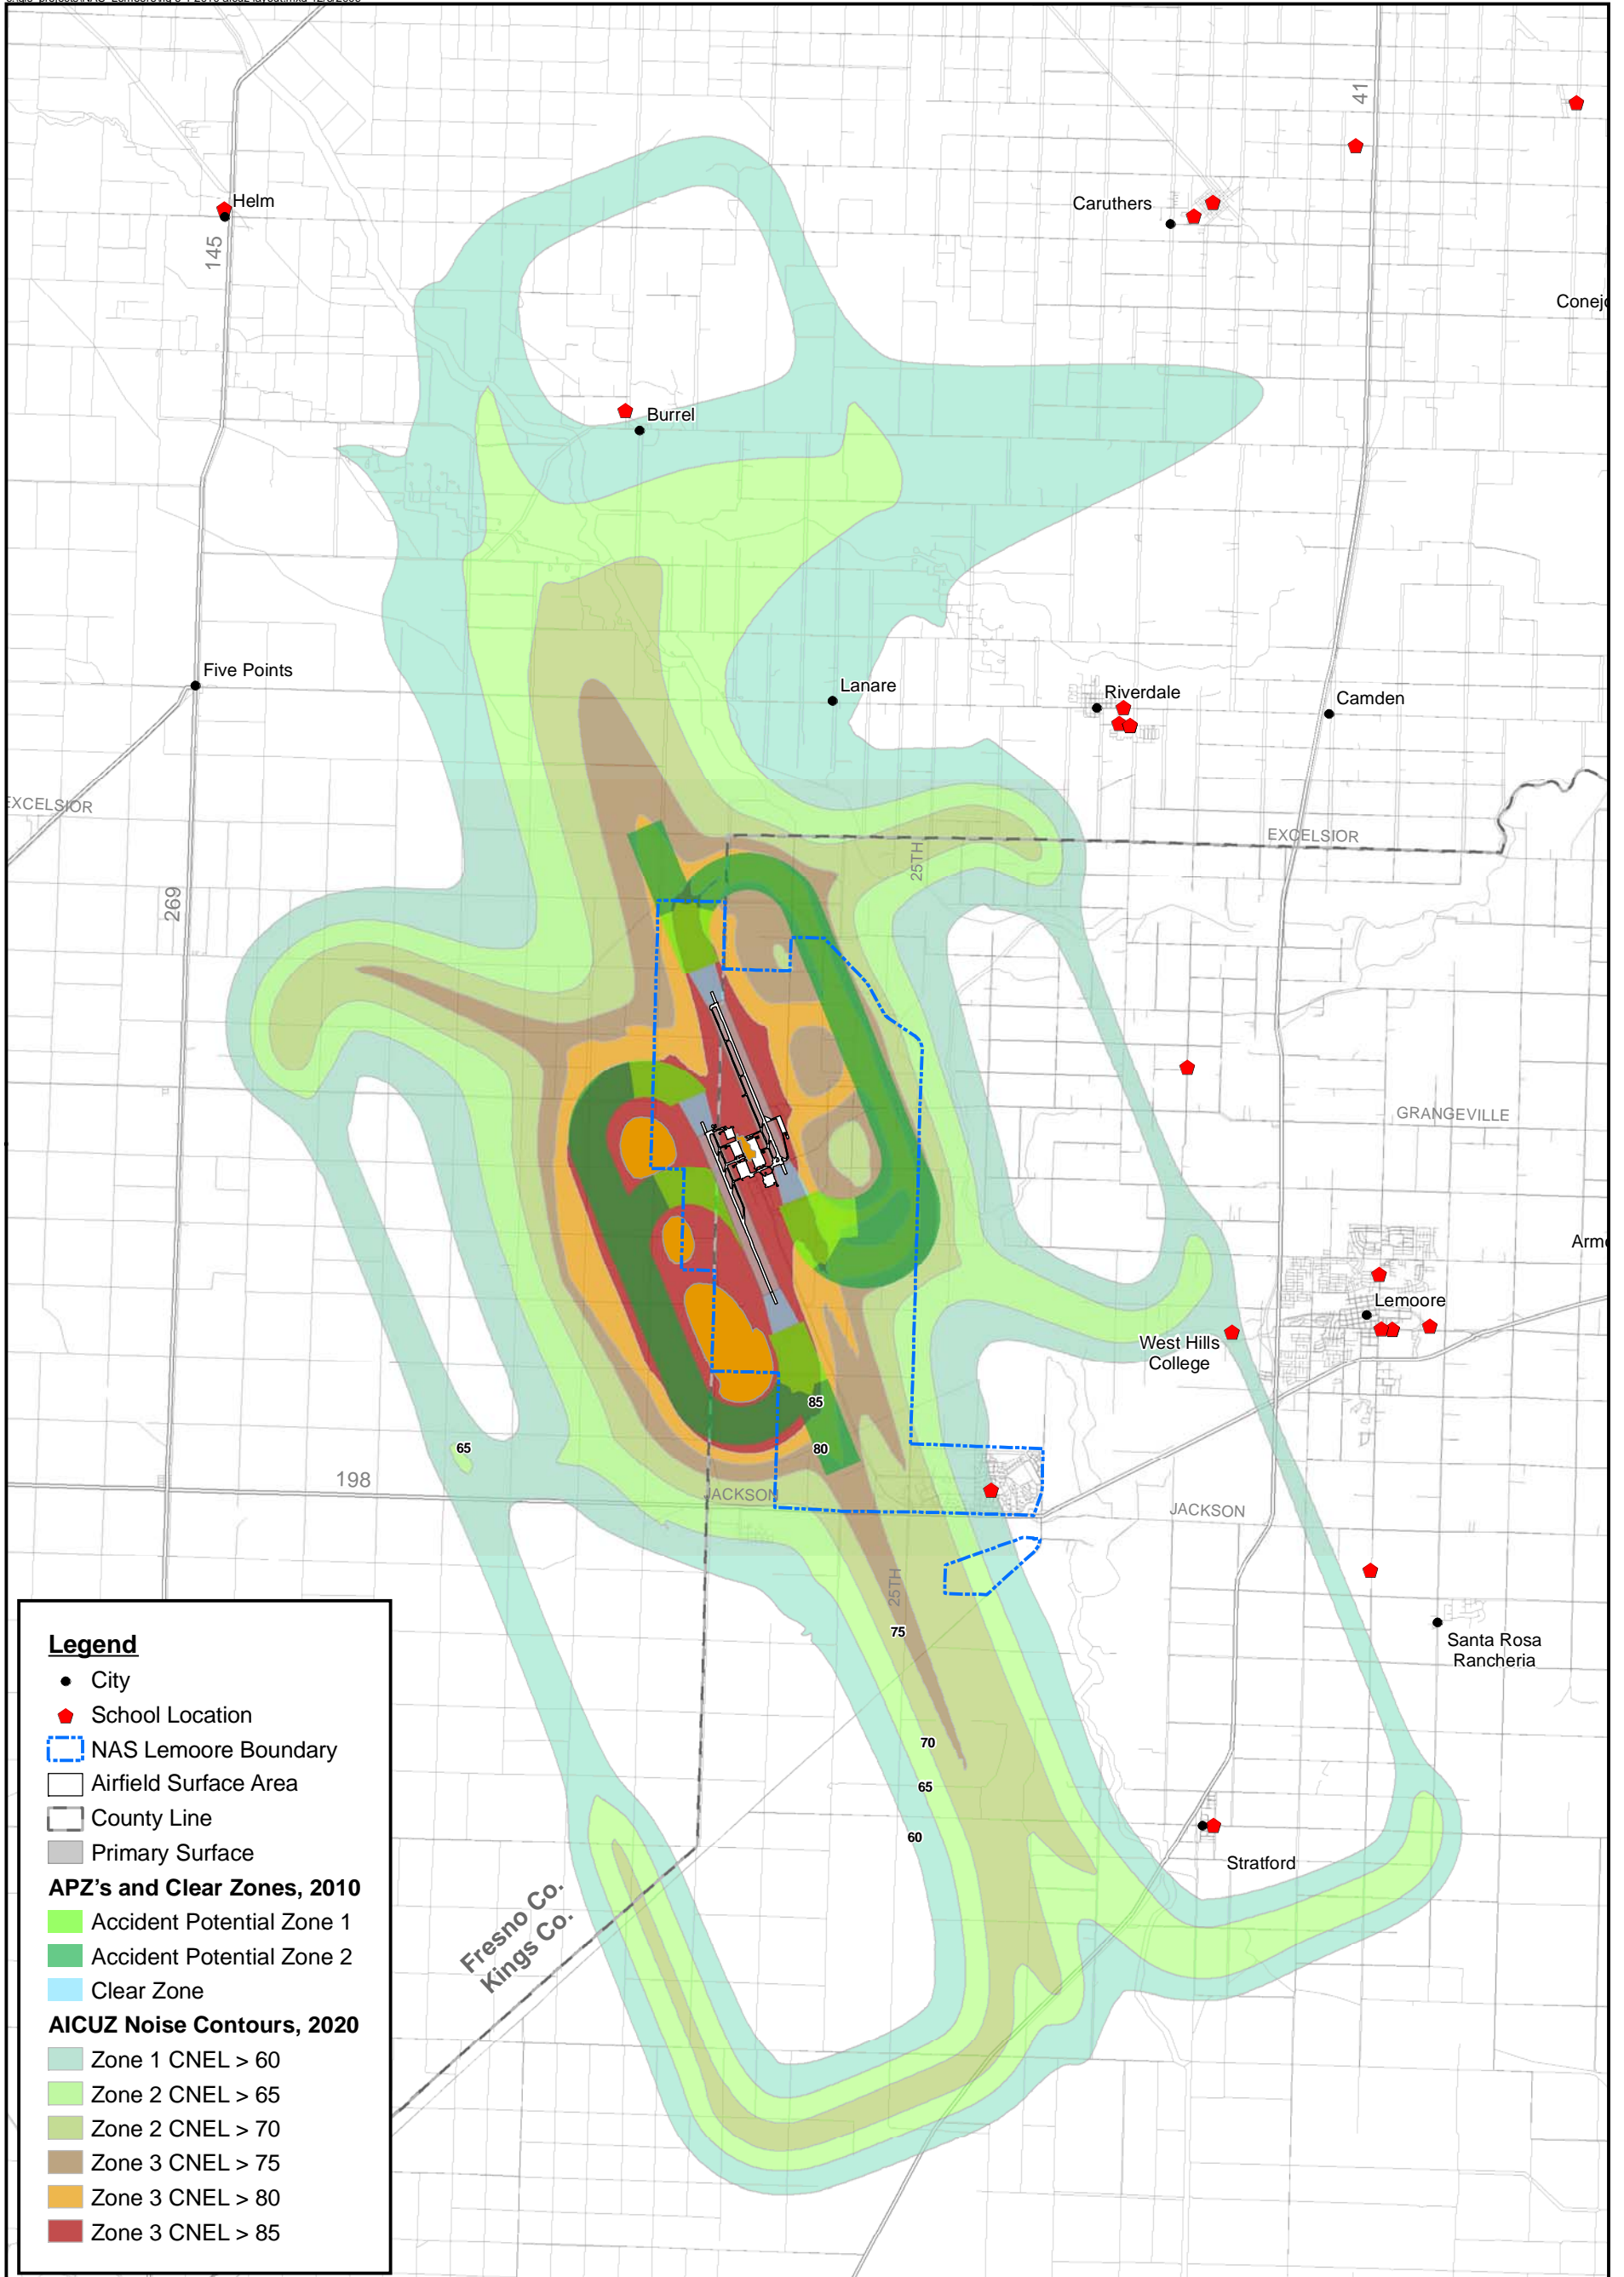 41
Helm
Caruthers
145
Conejo
Burrel
Five Points
Lanare
Riverdale
Camden
EXCELSIOR
EXCELSIOR
25TH
269
GRANGEVILLE
Lemoore
West Hills
College
85
65
80
198
JACKSON
JACKSON
25TH
75
Santa Rosa
Rancheria
70
65
60
Stratford
Fresno Co.
Kings Co.
Legend
City
School Location
NAS Lemoore Boundary
Airfield Surface Area
County Line
Primary Surface
APZ's and Clear Zones, 2010
Accident Potential Zone 1
Accident Potential Zone 2
Clear Zone
AICUZ Noise Contours, 2020
Zone 1 CNEL > 60
Zone 2 CNEL > 65
Zone 2 CNEL > 70
Zone 3 CNEL > 75
Zone 3 CNEL > 80
Zone 3 CNEL > 85